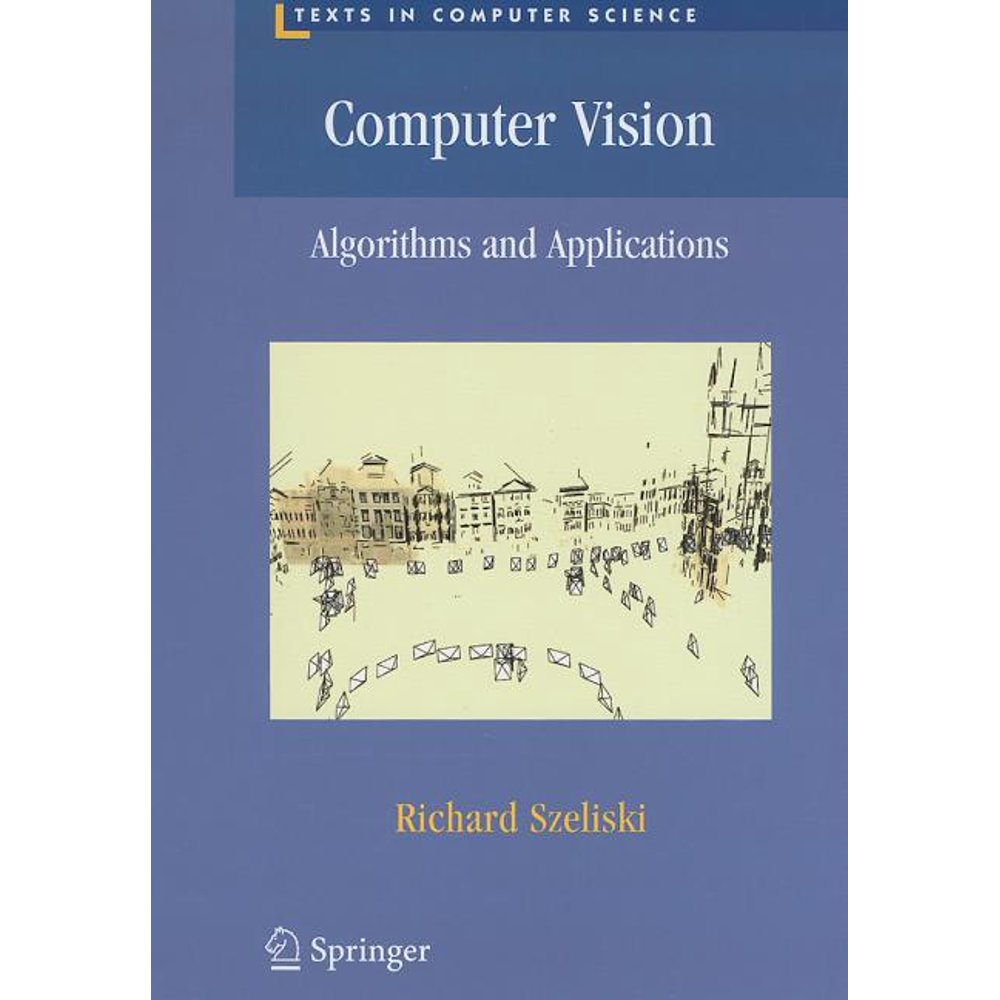 TEXTS IN COMPUTER SCIENCE
Computer Vision
Algorithms and Applications
Richard Szeliski
Springer